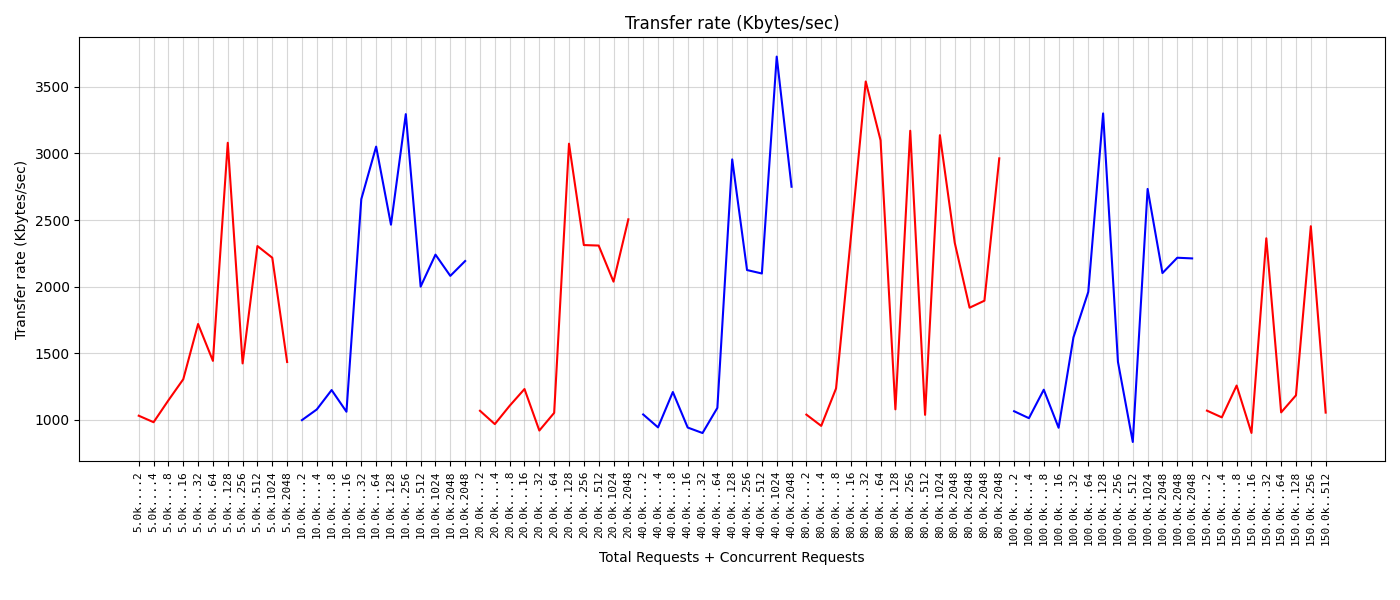 Transfer rate (Kbytes/sec)
Transfer rate (Kbytes/sec)
3500
3000
2500
2000
1500
1000
5.0k....2
5.0k....4
5.0k....8
5.0k...16
5.0k...32
5.0k...64
5.0k..128
5.0k..256
5.0k..512
5.0k.1024
5.0k.2048
10.0k....2
10.0k....4
10.0k....8
10.0k...16
10.0k...32
10.0k...64
10.0k..128
10.0k..256
10.0k..512
10.0k.1024
10.0k.2048
10.0k.2048
20.0k....2
20.0k....4
20.0k....8
20.0k...16
20.0k...32
20.0k...64
20.0k..128
20.0k..256
20.0k..512
20.0k.1024
20.0k.2048
40.0k....2
40.0k....4
40.0k....8
40.0k...16
40.0k...32
40.0k...64
40.0k..128
40.0k..256
40.0k..512
40.0k.1024
40.0k.2048
80.0k....2
80.0k....4
80.0k....8
80.0k...16
80.0k...32
80.0k...64
80.0k..128
80.0k..256
80.0k..512
80.0k.1024
80.0k.2048
80.0k.2048
80.0k.2048
80.0k.2048
100.0k....2
100.0k....4
100.0k....8
100.0k...16
100.0k...32
100.0k...64
100.0k..128
100.0k..256
100.0k..512
100.0k.1024
100.0k.2048
100.0k.2048
100.0k.2048
150.0k....2
150.0k....4
150.0k....8
150.0k...16
150.0k...32
150.0k...64
150.0k..128
150.0k..256
150.0k..512
Total Requests + Concurrent Requests